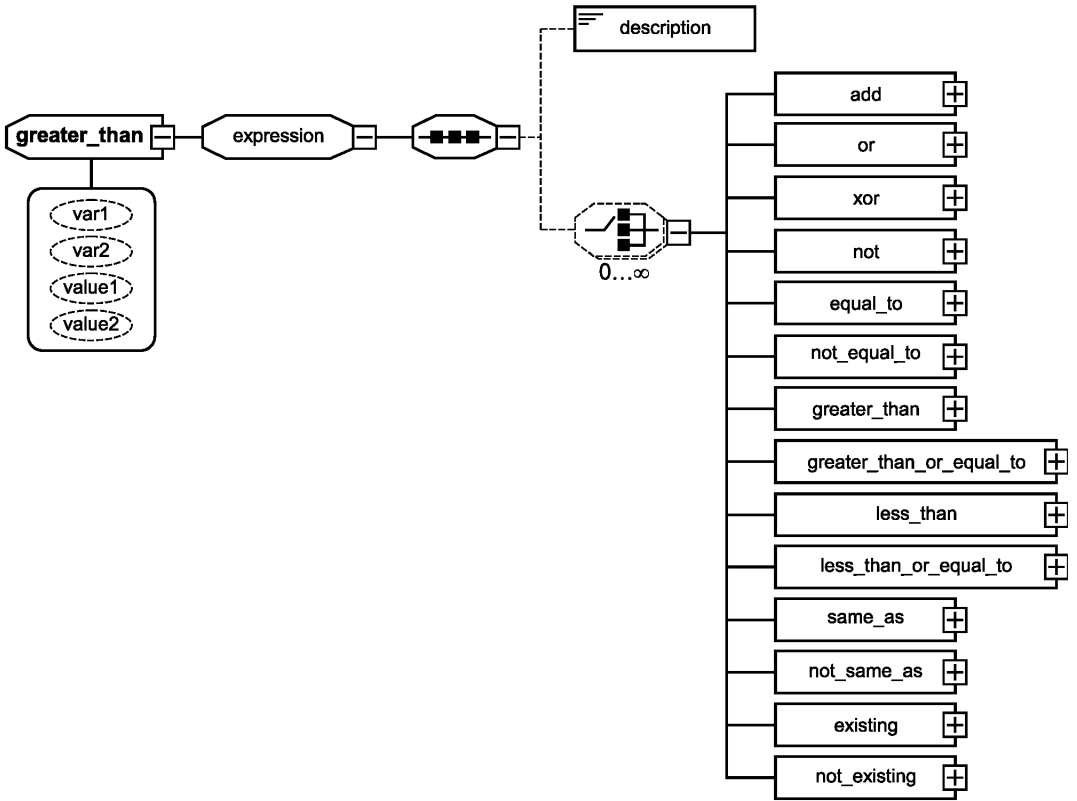 description
greater_than
expression
var1
var2
value1
value2
0...∞
add
or
xor
not
equal_to
not_equal_to
greater_than
greater_than_or_equal_to
less_than
less_than_or_equal_to
same_as
not_same_as
existing
not_existing